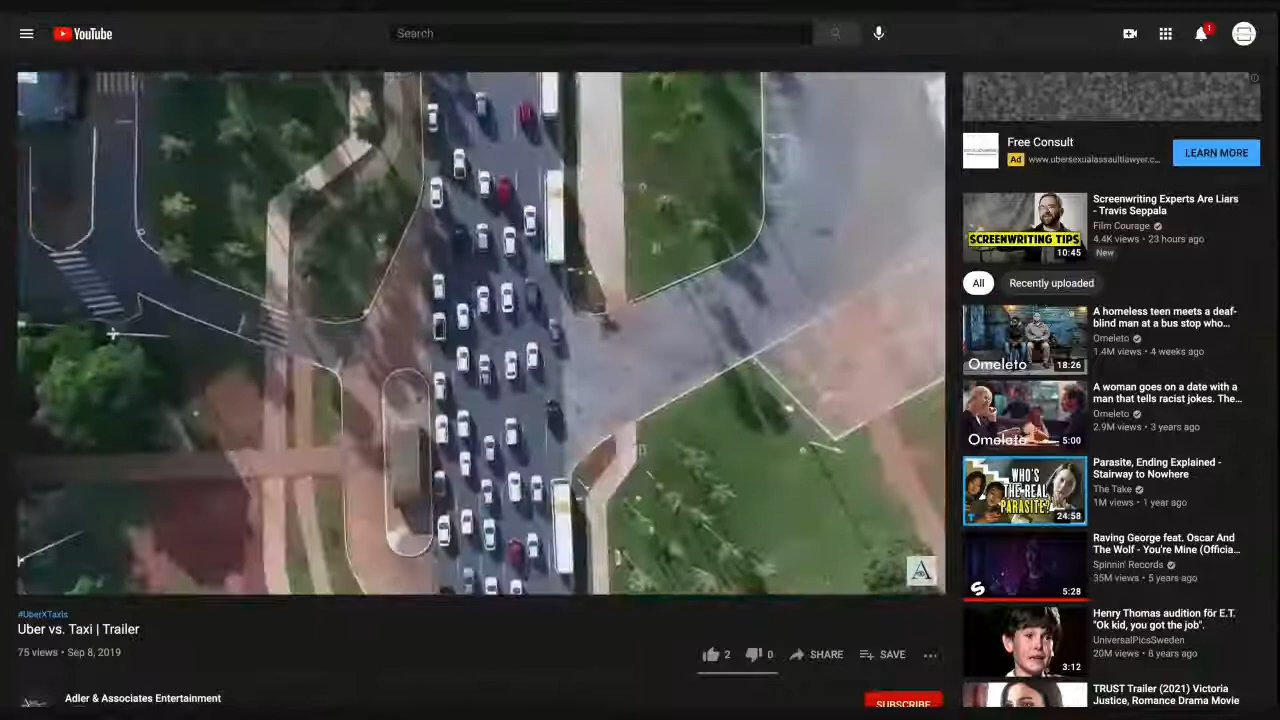 YouTube
Search
1
Free Consult
Ad www.ubersexualassaultlawyer.c...
LEARN MORE
SCREENWRITING TIPS
10:45
Screenwriting Experts Are Liars
- Travis Seppala
Film Courage
4.4K views • 23 hours ago
New
All
Recently uploaded
Omeleto
18:26
A homeless teen meets a deaf-
blind man at a bus stop who...
Omeleto
1.4M views • 4 weeks ago
Omeleto
5:00
A woman goes on a date with a
man that tells racist jokes. The...
Omeleto
2.9M views • 3 years ago
WHO'S
THE REAL
PARASITE?
24:58
Parasite, Ending Explained -
Stairway to Nowhere
The Take
1M views • 1 year ago
5:28
Raving George feat. Oscar And
The Wolf - You're Mine (Officia...
Spinnin' Records
35M views • 5 years ago
3:12
Henry Thomas audition för E.T.
"Ok kid, you got the job".
UniversalPicsSweden
20M views • 8 years ago
TRUST Trailer (2021) Victoria
Justice, Romance Drama Movie
A
#UberXTaxis
Uber vs. Taxi | Trailer
75 views • Sep 8, 2019
2
0
SHARE
SAVE
Adler & Associates Entertainment
SUBSCRIBE